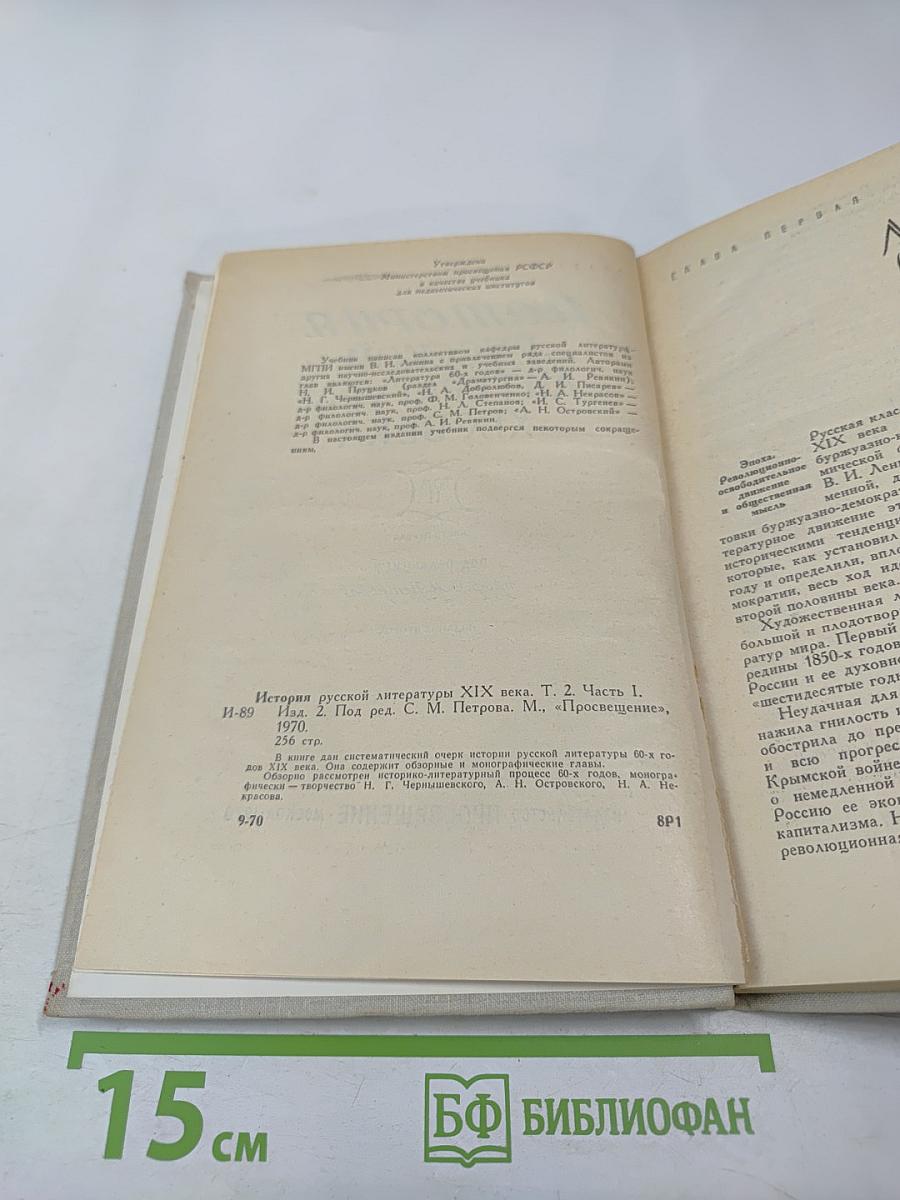 Утверждено
Министерством просвещения РСФСР
в качестве учебника
для педагогических институтов
Учебник написан коллективом кафедры русской литературы
МГПИ имени В. И. Ленина с привлечением ряда специалистов из
других научно-исследовательских и учебных заведений. Авторами
глав являются: «Литература 60-х годов» — д-р филологич. наук
Н. И. Пруцков (раздел «Драматургия» — А. И. Ревякин);
«Н. Г. Чернышевский», «Н. А. Добролюбов, Д. И. Писарев» —
д-р филологич. наук, проф. Ф. М. Головенченко; «Н. А. Некрасов» —
д-р филологич. наук, проф. Н. Л. Степанов; «И. С. Тургенев» —
д-р филологич. наук, проф. С. М. Петров; «А. Н. Островский» —
д-р филологич. наук, проф. А. И. Ревякин.
В настоящем издании учебник подвергся некоторым сокраще-
ниям.
История русской литературы XIX века. Т. 2. Часть I.
И-89 Изд. 2. Под ред. С. М. Петрова. М., «Просвещение»,
1970.
256 стр.
В книге дан систематический очерк истории русской литературы 60-х го-
дов XIX века. Она содержит обзорные и монографические главы.
Обзорно рассмотрен историко-литературный процесс 60-х годов, моногра-
фически — творчество Н. Г. Чернышевского, А. Н. Островского, Н. А. Не-
красова.
9-70 8Р1
ГЛАВА ПЕРВАЯ
Эпоха.
Революционно-
освободительное
движение
и общественная
мысль
Русская клас
XIX века
буржуазно-
мической
В. И. Лени
менной, д
товки буржуазно-демократ
тературное движение эт
историческими тенденци
которые, как установил
году и определили, впло
мократии, весь ход иде
второй половины века.
Художественная л
большой и плодотвор
ратур мира. Первый
редины 1850-х годов
России и ее духовно
«шестидесятые годы
Неудачная для
нажила гнилость и
обострила до пре
и всю прогрес
Крымской войне
о немедленной
Россию ее экон
капитализма. Н
революционная
15 см
БФ БИБЛИОФАН